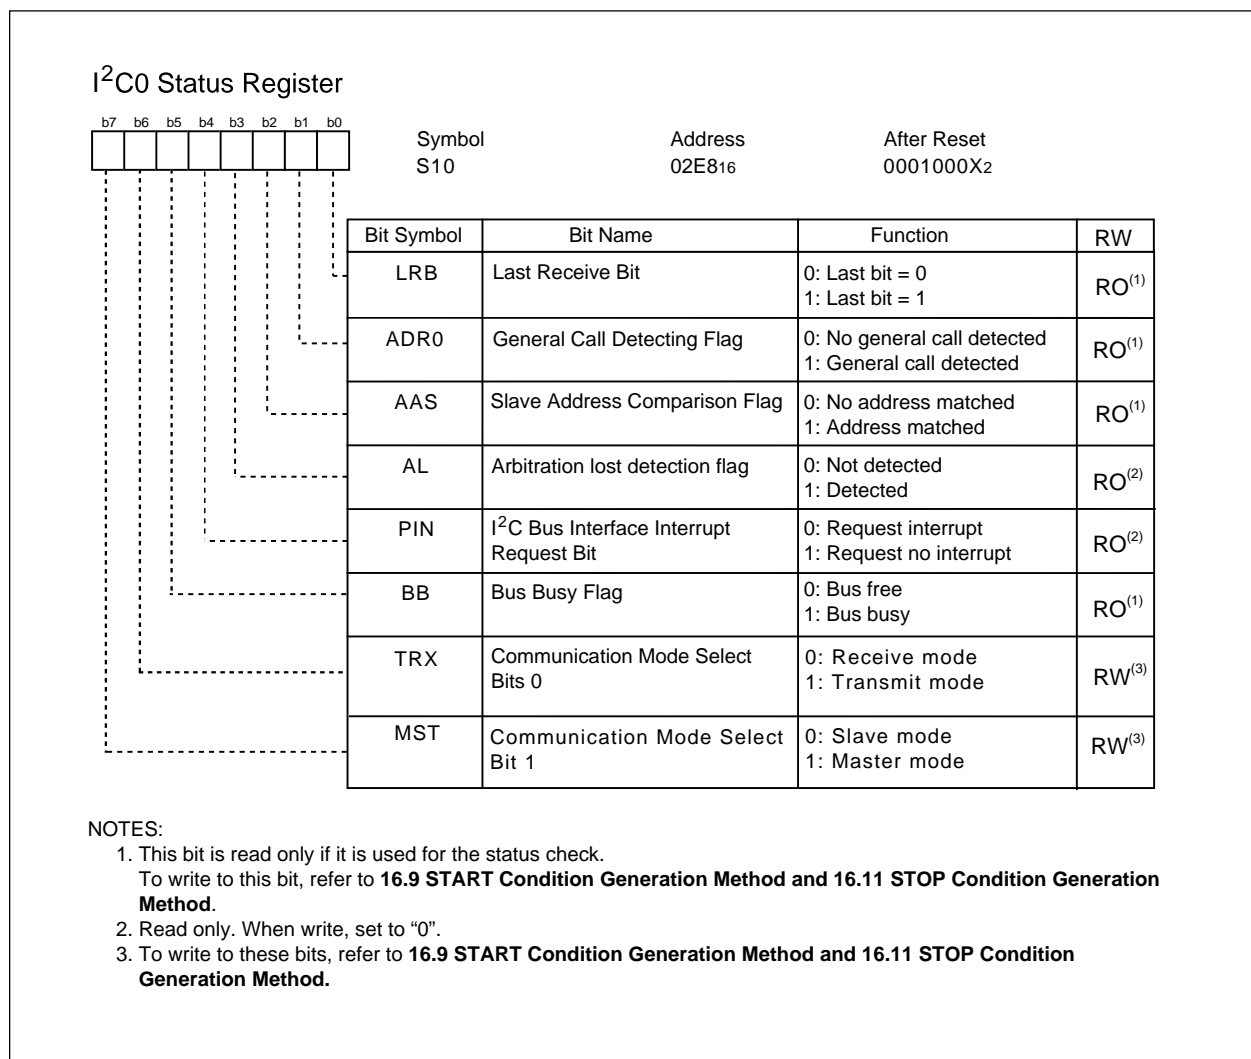 I²C0 Status Register
b7 b6 b5 b4 b3 b2 b1 b0
Symbol Address After Reset
S10 02E816 0001000X2
Bit Symbol Bit Name Function RW
LRB Last Receive Bit 0: Last bit = 0
1: Last bit = 1 RO(1)
ADR0 General Call Detecting Flag 0: No general call detected
1: General call detected RO(1)
AAS Slave Address Comparison Flag 0: No address matched
1: Address matched RO(1)
AL Arbitration lost detection flag 0: Not detected
1: Detected RO(2)
PIN I²C Bus Interface Interrupt 0: Request interrupt
Request Bit 1: Request no interrupt RO(2)
BB Bus Busy Flag 0: Bus free
1: Bus busy RO(1)
TRX Communication Mode Select 0: Receive mode
Bits 0 1: Transmit mode RW(3)
MST Communication Mode Select 0: Slave mode
Bit 1 1: Master mode RW(3)
NOTES:
1. This bit is read only if it is used for the status check.
To write to this bit, refer to 16.9 START Condition Generation Method and 16.11 STOP Condition Generation
Method.
2. Read only. When write, set to “0”.
3. To write to these bits, refer to 16.9 START Condition Generation Method and 16.11 STOP Condition
Generation Method.